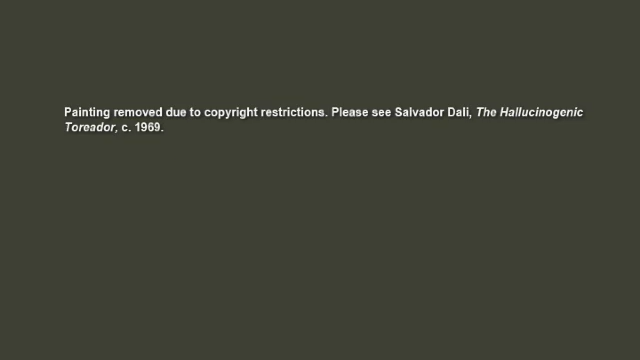 Painting removed due to copyright restrictions. Please see Salvador Dali, The Hallucinogenic
Toreador, c. 1969.